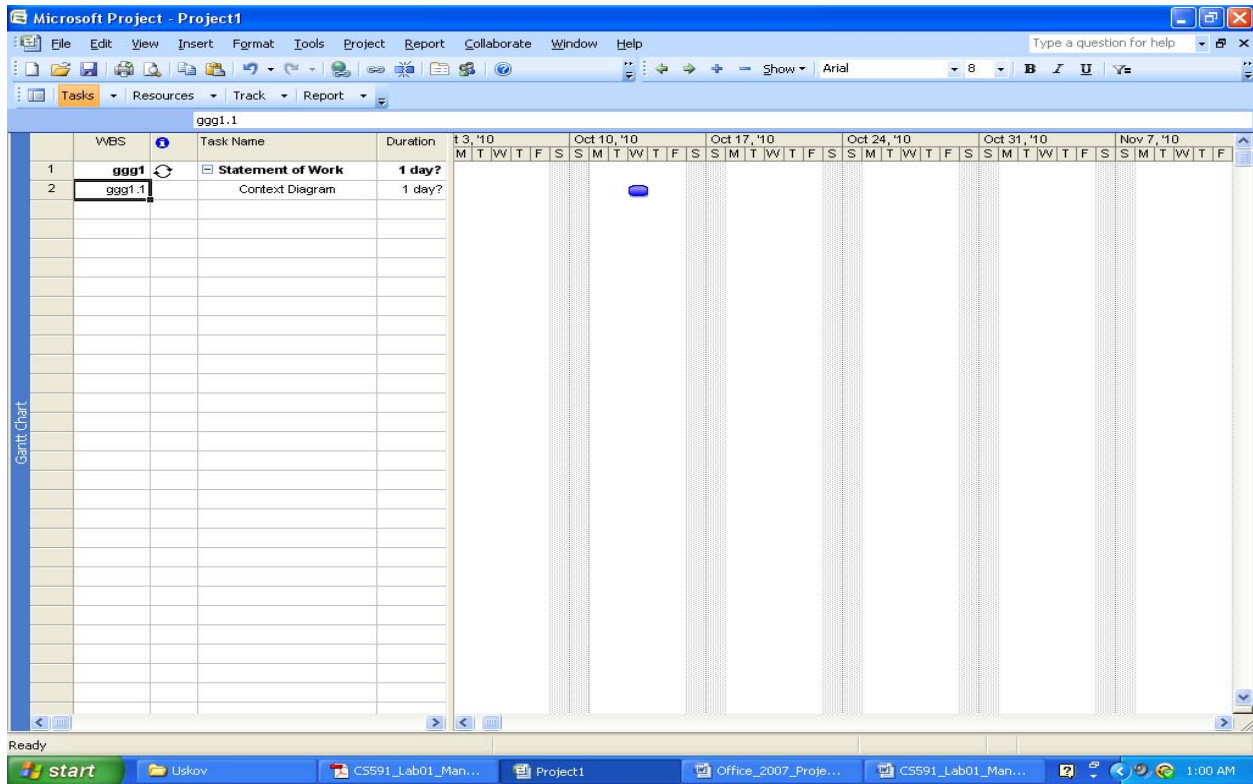 Microsoft Project - Project1
File Edit View Insert Format Tools Project Report Collaborate Window Help Type a question for help
Show Arial 8 B I U
Tasks Resources Track Report
ggg1.1
WBS Task Name Duration t 3, '10 Oct 10, '10 Oct 17, '10 Oct 24, '10 Oct 31, '10 Nov 7, '10
M T W T F S S M T W T F S S M T W T F S S M T W T F S S M T W T F S S M T W T F
1 ggg1 Statement of Work 1 day?
2 ggg1.1 Context Diagram 1 day?
Gantt Chart
Ready
start Uskov CS591_Lab01_Man... Project1 Office_2007_Proje... CS591_Lab01_Man... 1:00 AM